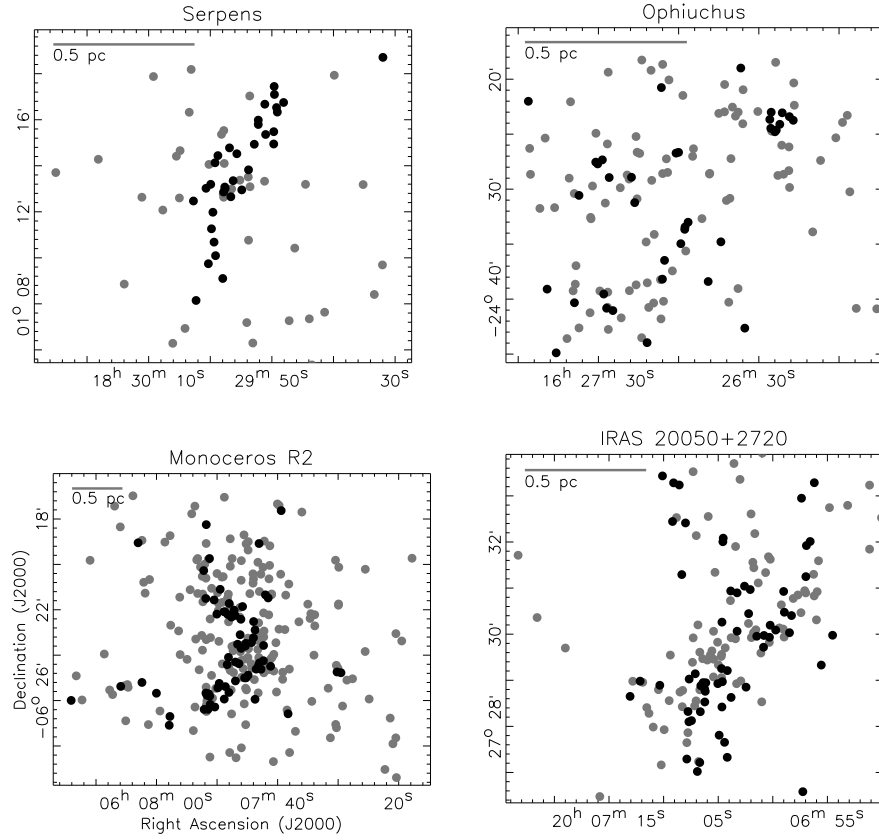 Serpens
0.5 pc
16'
12'
01° 08'
18ʰ 30ᵐ 10ˢ 29ᵐ 50ˢ 30ˢ
Ophiuchus
0.5 pc
20'
30'
−24° 40'
16ʰ 27ᵐ 30ˢ 26ᵐ 30ˢ
Monoceros R2
0.5 pc
18'
22'
−06° 26'
Declination (J2000)
06ʰ 08ᵐ 00ˢ 07ᵐ 40ˢ 20ˢ
Right Ascension (J2000)
IRAS 20050+2720
0.5 pc
32'
30'
27° 28'
20ʰ 07ᵐ 15ˢ 05ˢ 06ᵐ 55ˢ